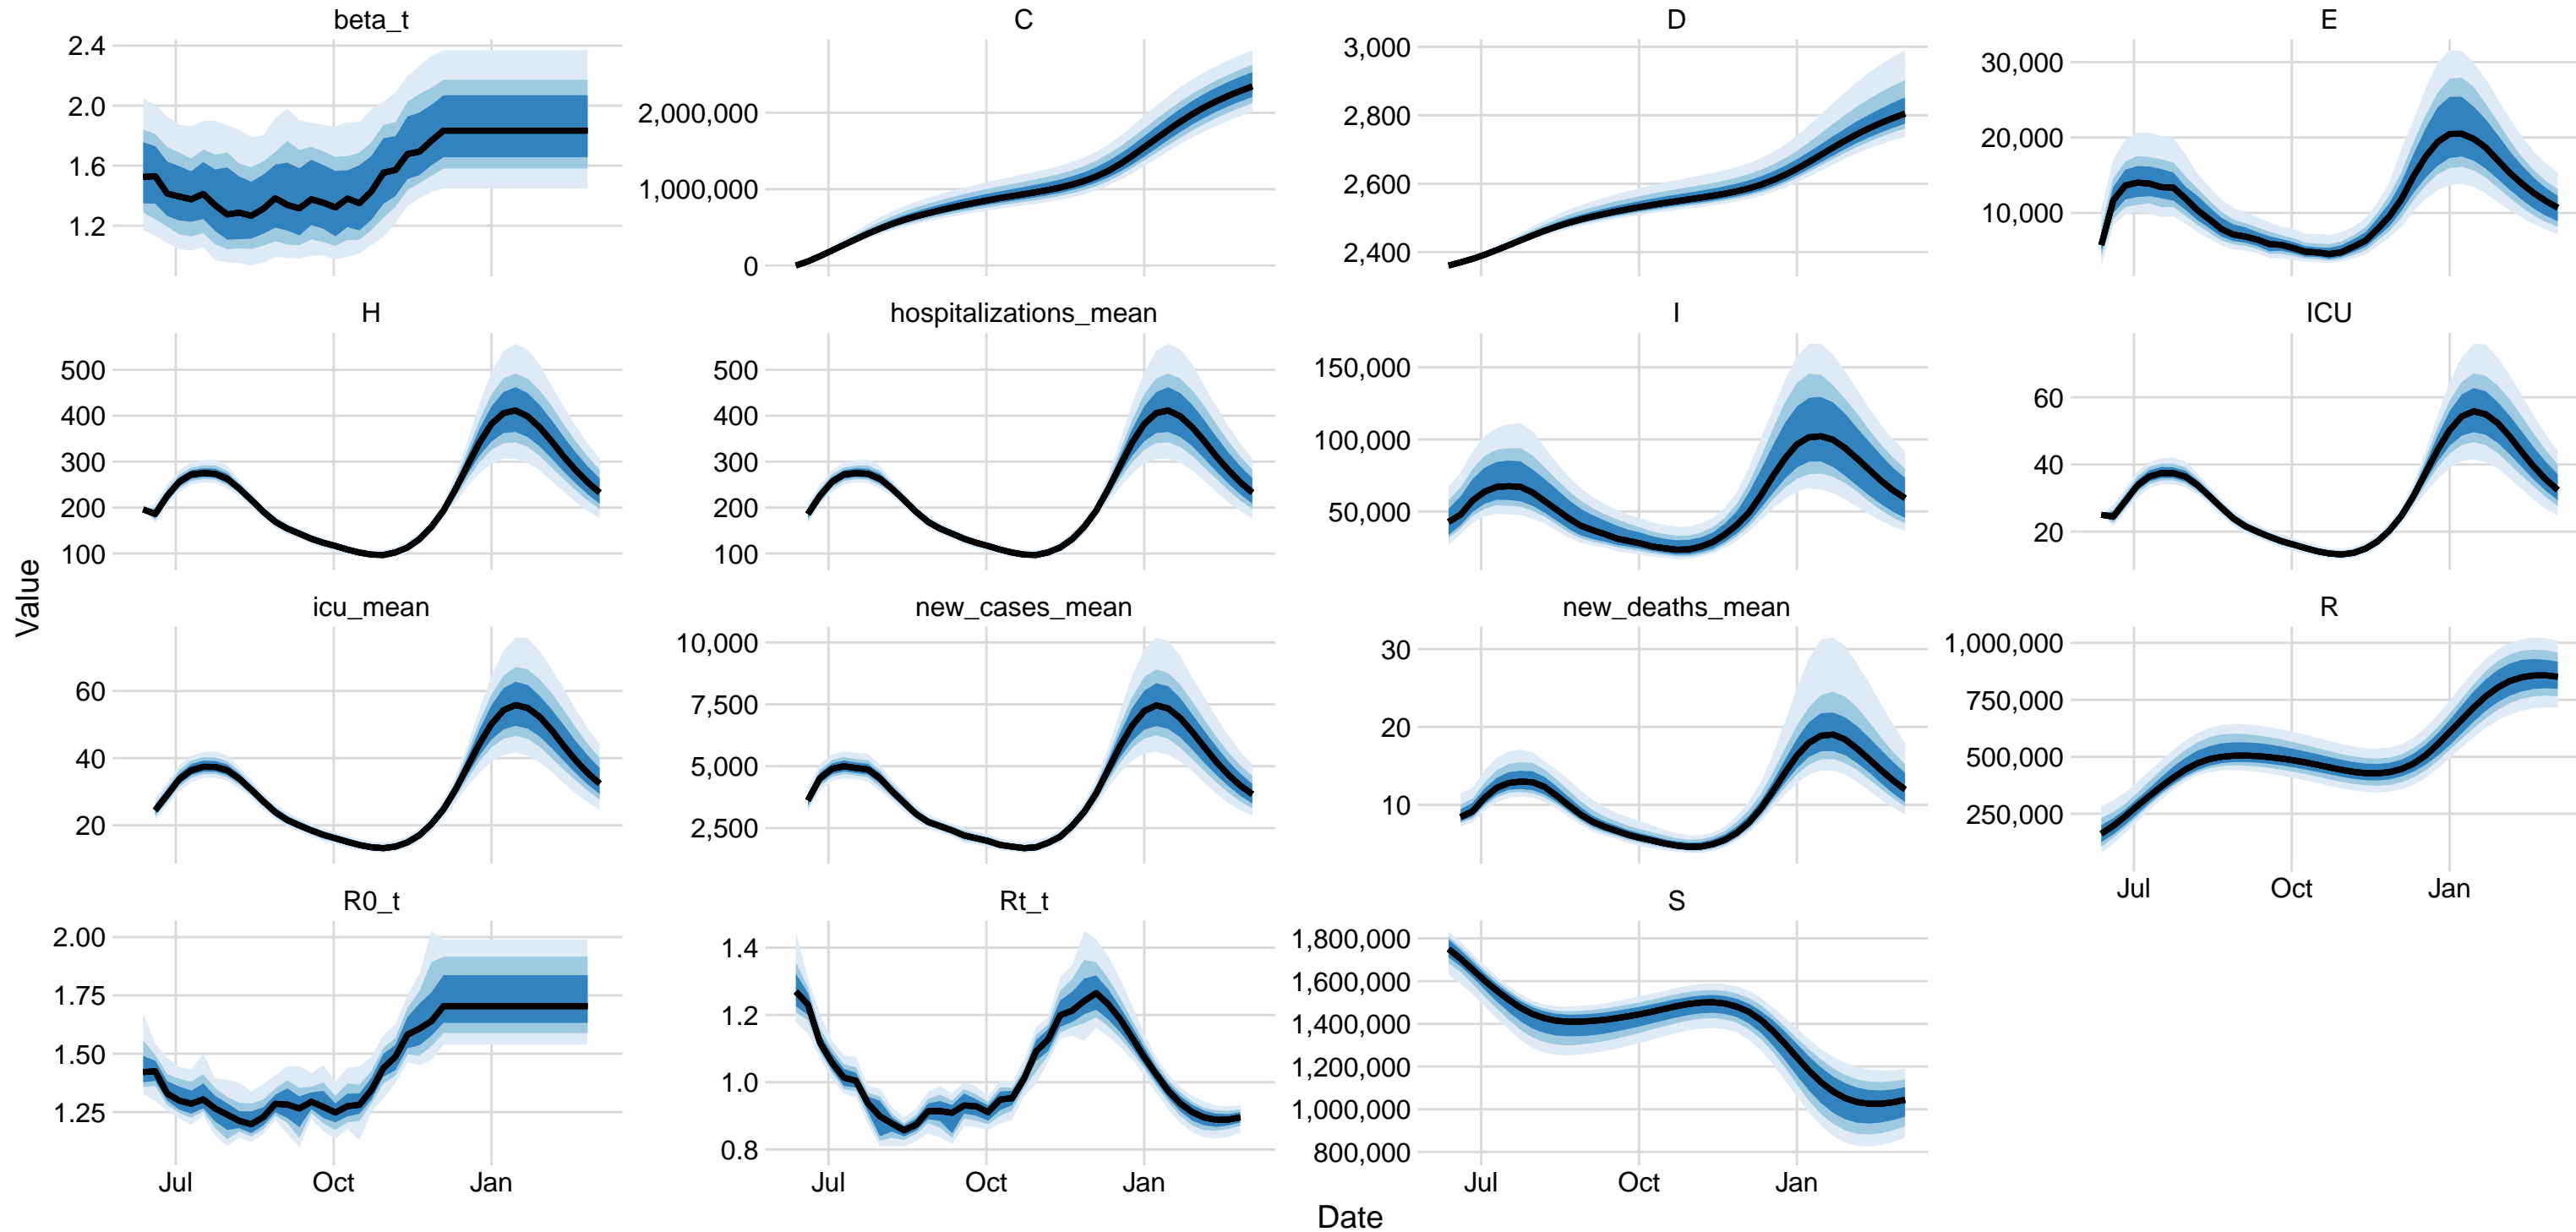 beta_t
2.4
2.0
1.6
1.2
C
2,000,000
1,000,000
0
D
3,000
2,800
2,600
2,400
E
30,000
20,000
10,000
H
500
400
300
200
100
hospitalizations_mean
500
400
300
200
100
I
150,000
100,000
50,000
ICU
60
40
20
Value
icu_mean
60
40
20
new_cases_mean
10,000
7,500
5,000
2,500
new_deaths_mean
30
20
10
R
1,000,000
750,000
500,000
250,000
Jul Oct Jan
R0_t
2.00
1.75
1.50
1.25
Jul Oct Jan
Rt_t
1.4
1.2
1.0
0.8
Jul Oct Jan
S
1,800,000
1,600,000
1,400,000
1,200,000
1,000,000
800,000
Jul Oct Jan
Date